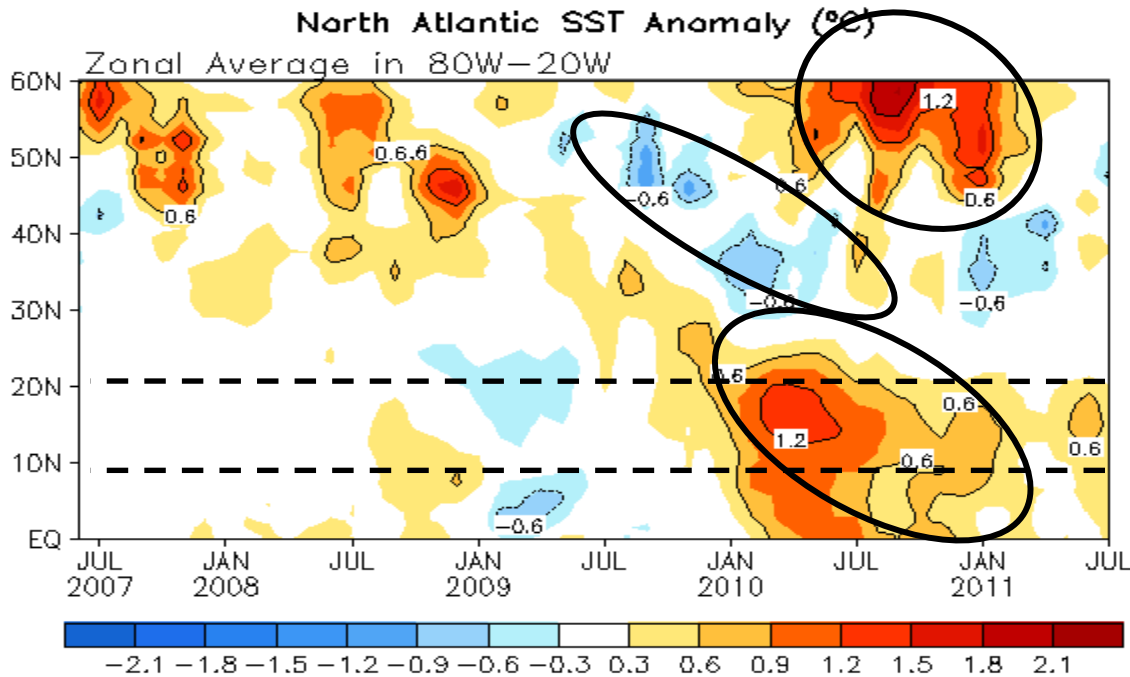 North Atlantic SST Anomaly (°C)
Zonal Average in 80W−20W
60N
50N
40N
30N
20N
10N
EQ
1.2
0.6
0.6
.6
0.6
−0.6
0.6
0.6
−0.6
−0.6
0.6
0.6
1.2
0.6
0.6
−0.6
JUL JAN JUL JAN JUL JAN JUL JAN JUL
2007 2008 2009 2010 2011
−2.1 −1.8 −1.5 −1.2 −0.9 −0.6 −0.3 0.3 0.6 0.9 1.2 1.5 1.8 2.1